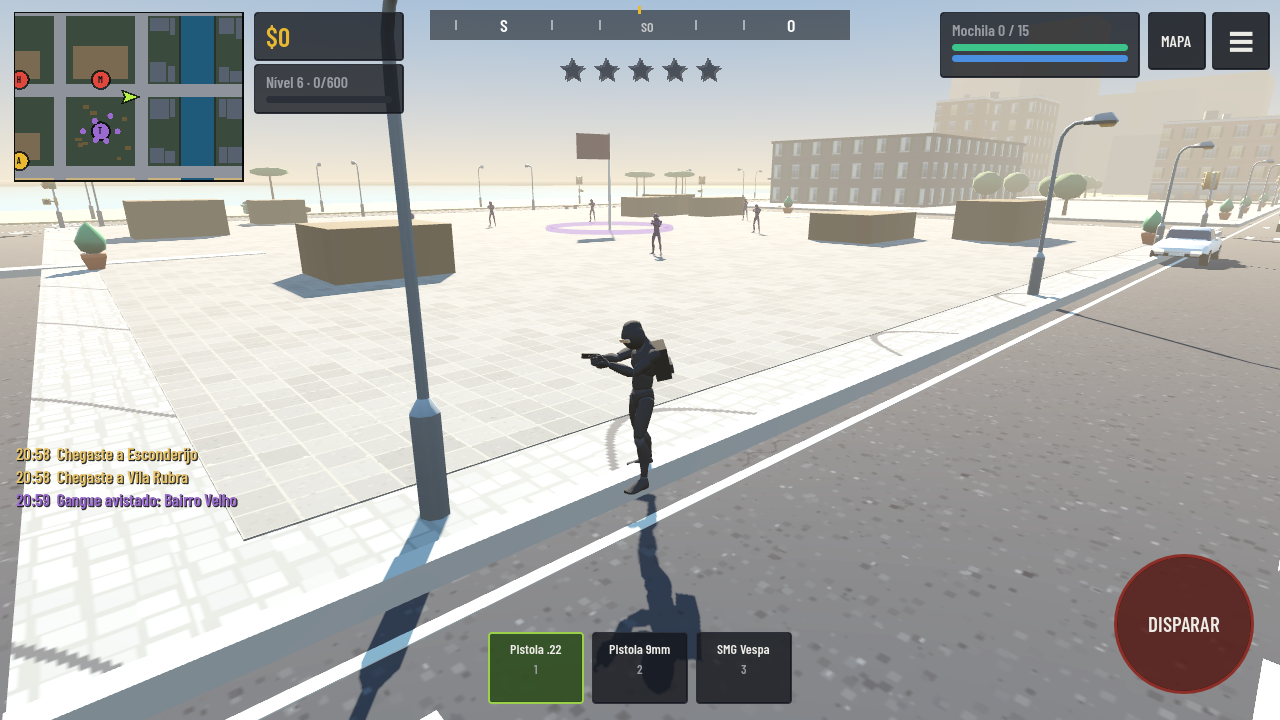 H
M
T
A
$0
Nível 6 · 0/600
S
SO
O
Mochila 0 / 15
MAPA
20:58 Chegaste a Esconderijo
20:58 Chegaste a Vila Rubra
20:59 Gangue avistado: Bairro Velho
Pistola .22
1
Pistola 9mm
2
SMG Vespa
3
DISPARAR